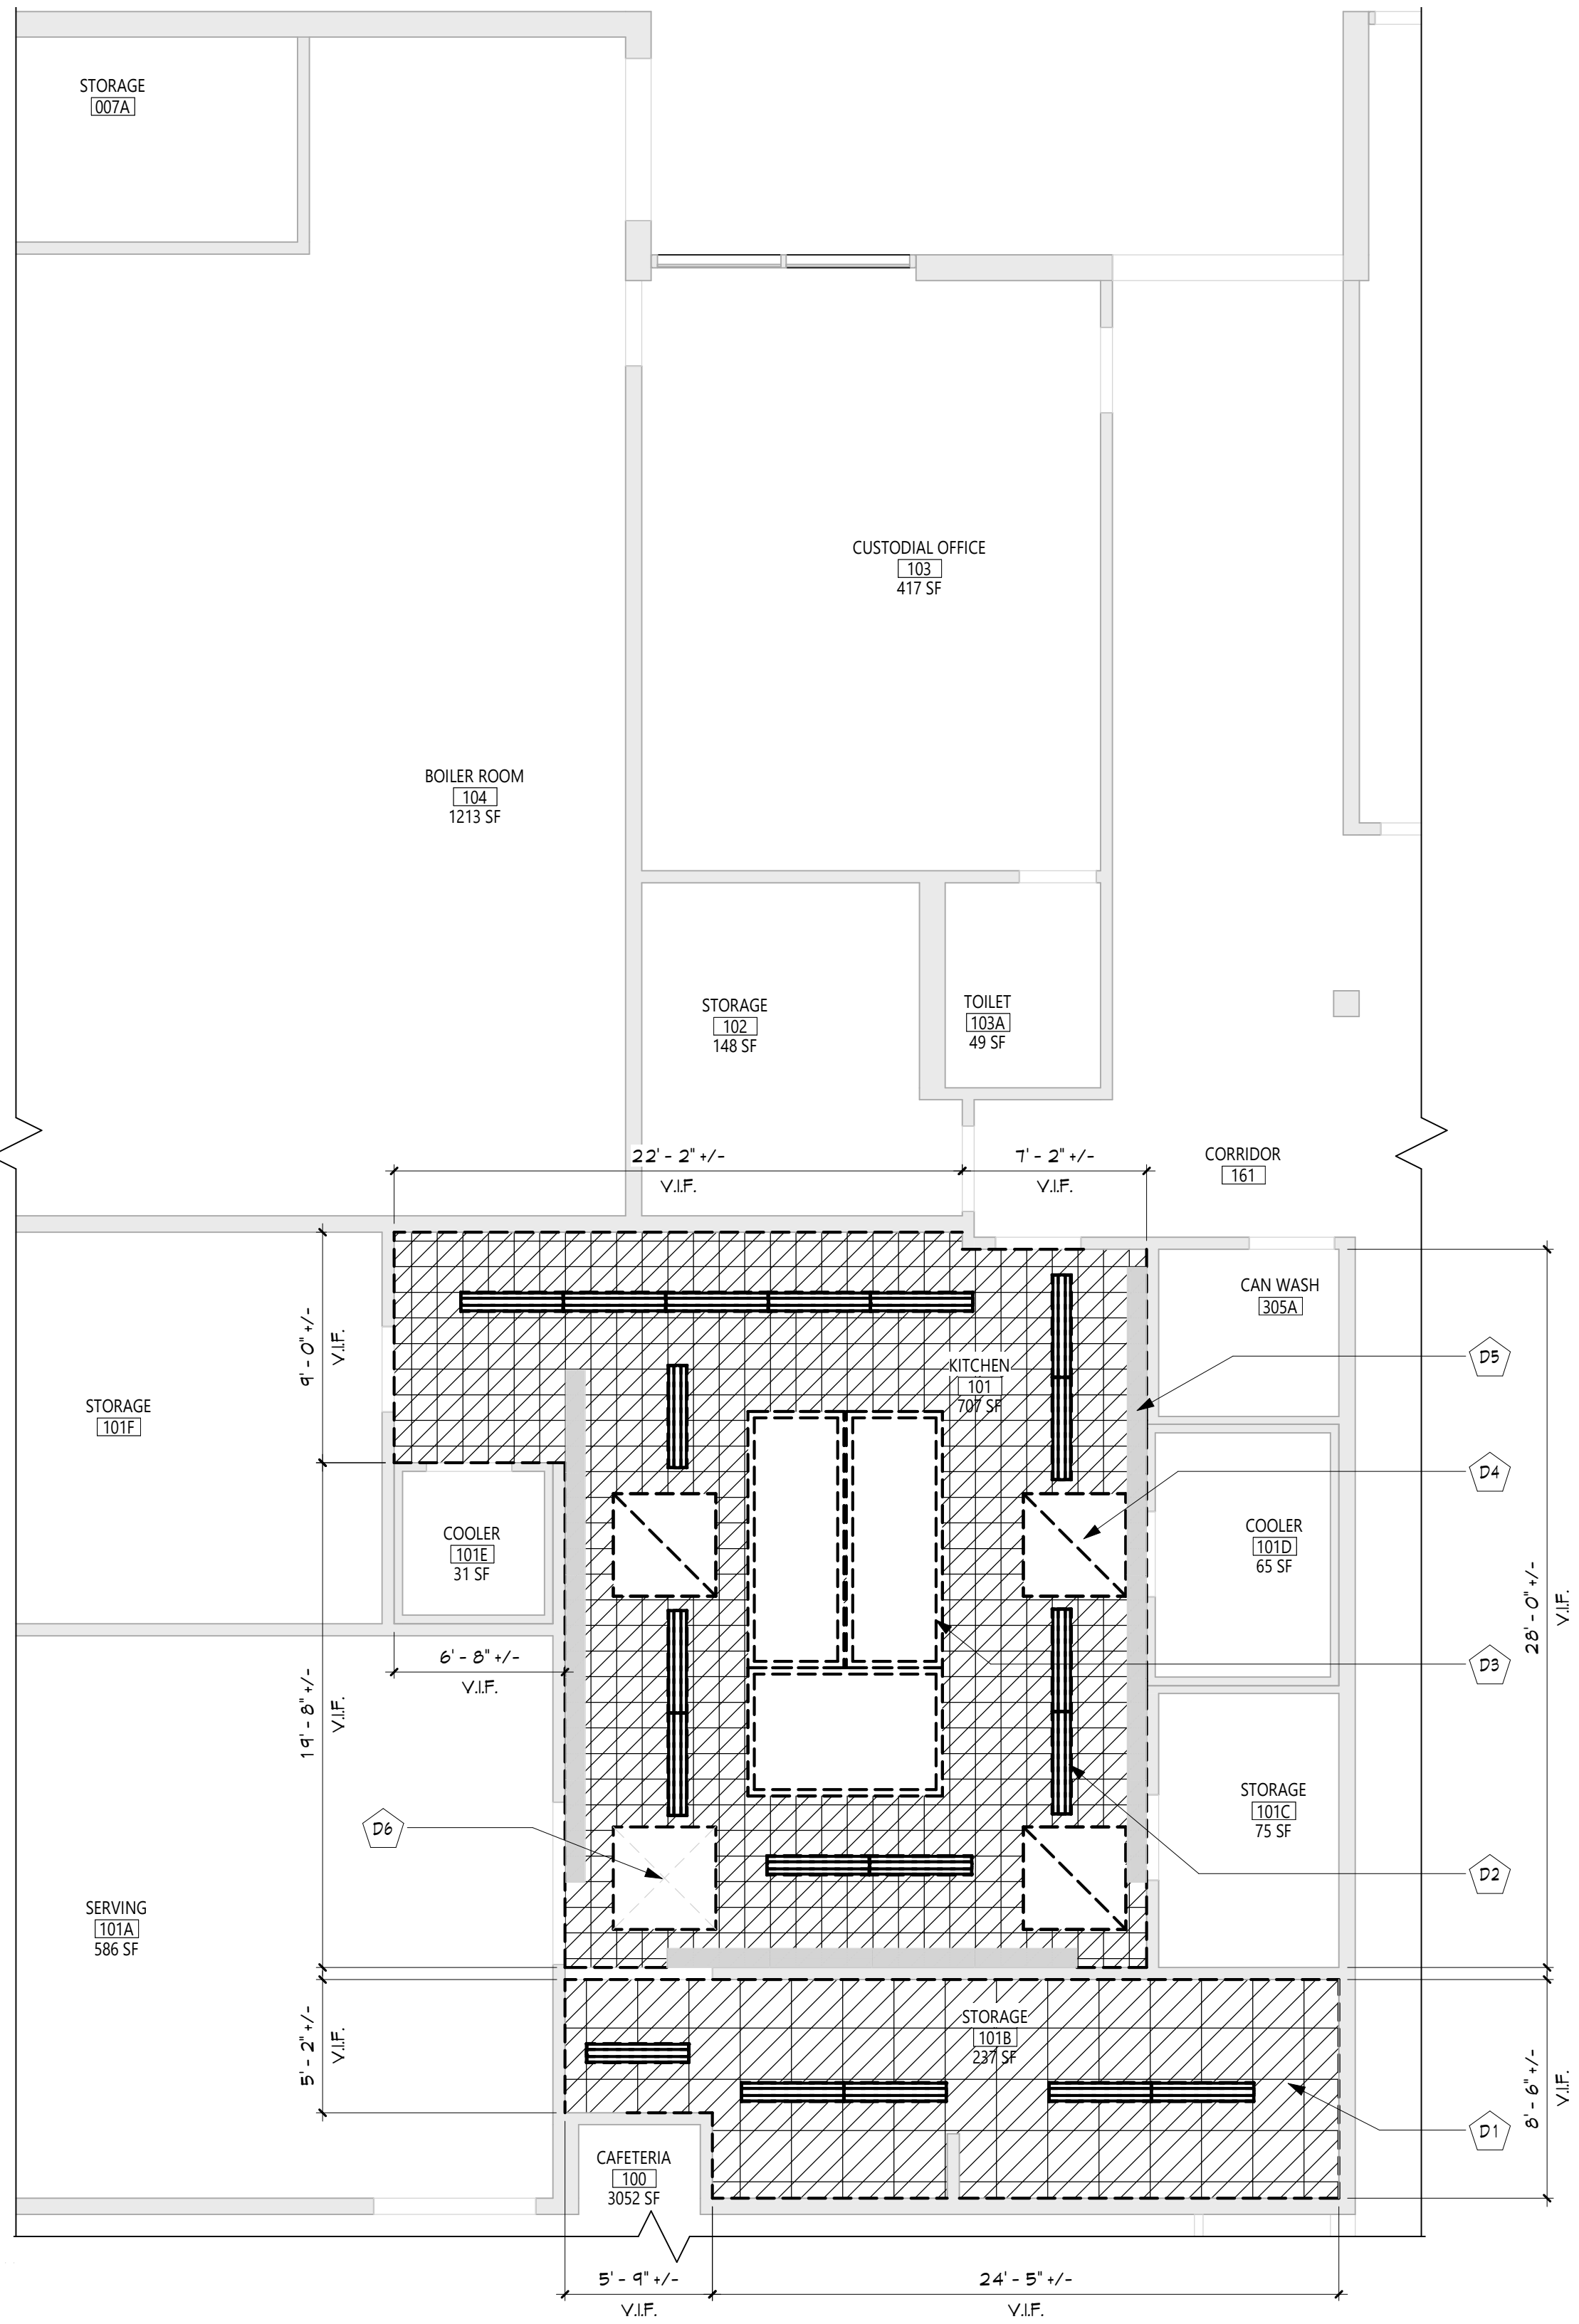 STORAGE
007A
CUSTODIAL OFFICE
103
417 SF
BOILER ROOM
104
1213 SF
STORAGE
102
148 SF
TOILET
103A
49 SF
22' - 2" +/-
V.I.F.
7' - 2" +/-
V.I.F.
CORRIDOR
161
9' - 0" +/-
V.I.F.
CAN WASH
305A
KITCHEN
101
707 SF
D5
STORAGE
101F
D4
COOLER
101E
31 SF
COOLER
101D
65 SF
28' - 0" +/-
V.I.F.
6' - 8" +/-
V.I.F.
D3
19' - 8" +/-
V.I.F.
STORAGE
101C
75 SF
D6
D2
SERVING
101A
586 SF
5' - 2" +/-
V.I.F.
STORAGE
101B
237 SF
8' - 6" +/-
V.I.F.
D1
CAFETERIA
100
3052 SF
5' - 9" +/-
V.I.F.
24' - 5" +/-
V.I.F.